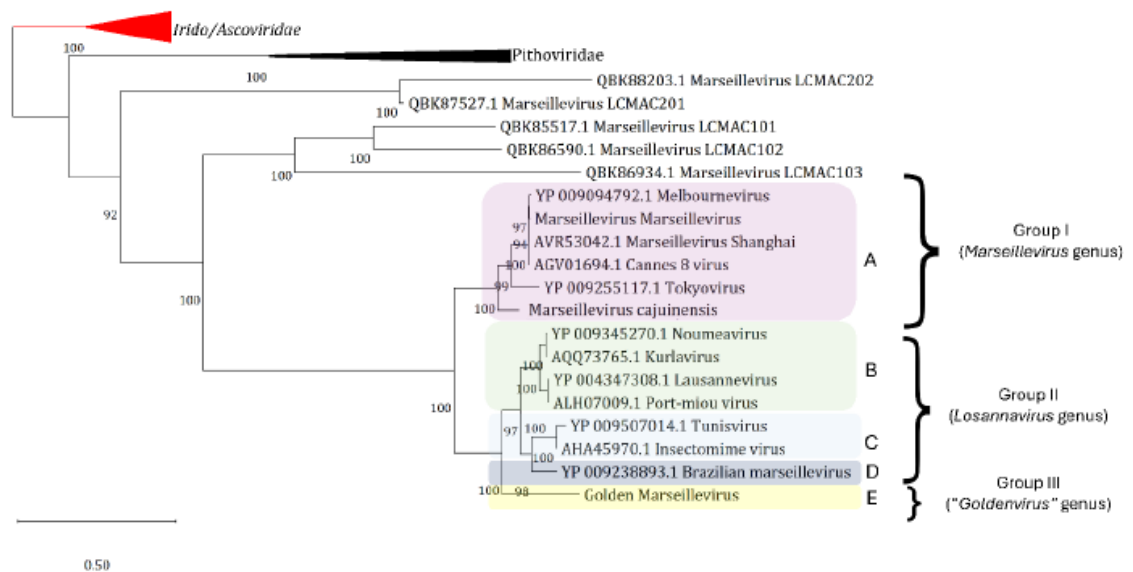 Irido/Ascoviridae
100
Pithoviridae
100
QBK88203.1 Marseillevirus LCMAC202
QBK87527.1 Marseillevirus LCMAC201
100
QBK85517.1 Marseillevirus LCMAC101
QBK86590.1 Marseillevirus LCMAC102
100
QBK86934.1 Marseillevirus LCMAC103
100
YP 009094792.1 Melbournevirus
92
Marseillevirus Marseillevirus
97
AVR53042.1 Marseillevirus Shanghai
94
AGV01694.1 Cannes 8 virus
100
A
Group I
(Marseillevirus genus)
YP 009255117.1 Tokyovirus
99
100
Marseillevirus cajuinensis
100
YP 009345270.1 Noumeavirus
AQQ73765.1 Kurlavirus
100
B
YP 004347308.1 Lausannevirus
100
ALH07009.1 Port-miou virus
100
Group II
(Losannavirus genus)
YP 009507014.1 Tunisvirus
97
100
AHA45970.1 Insectomime virus
100
C
YP 009238893.1 Brazilian marseillevirus
D
100
98
Golden Marseillevirus
E
Group III
("Goldenvirus" genus)
0.50